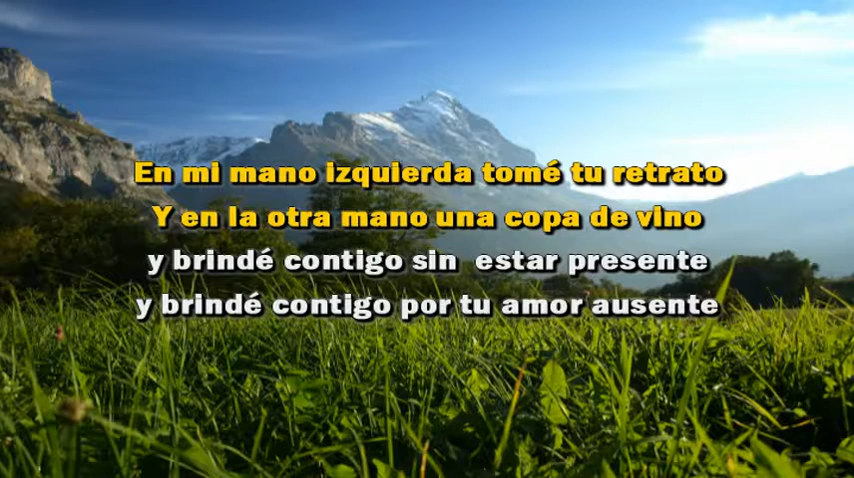 En mi mano izquierda tomé tu retrato
Y en la otra mano una copa de vino
y brindé contigo sin  estar presente
y brindé contigo por tu amor ausente